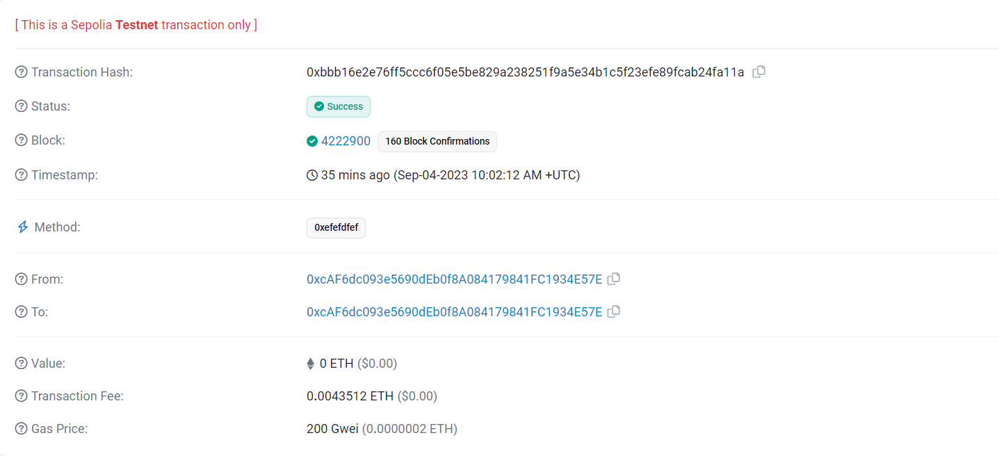 [ This is a Sepolia Testnet transaction only ]
Transaction Hash: 0xbbb16e2e76ff5ccc6f05e5be829a238251f9a5e34b1c5f23efe89fcab24fa11a
Status: Success
Block: 4222900 160 Block Confirmations
Timestamp: 35 mins ago (Sep-04-2023 10:02:12 AM +UTC)
Method: 0xefefdfef
From: 0xcAF6dc093e5690dEb0f8A084179841FC1934E57E
To: 0xcAF6dc093e5690dEb0f8A084179841FC1934E57E
Value: 0 ETH ($0.00)
Transaction Fee: 0.0043512 ETH ($0.00)
Gas Price: 200 Gwei (0.0000002 ETH)